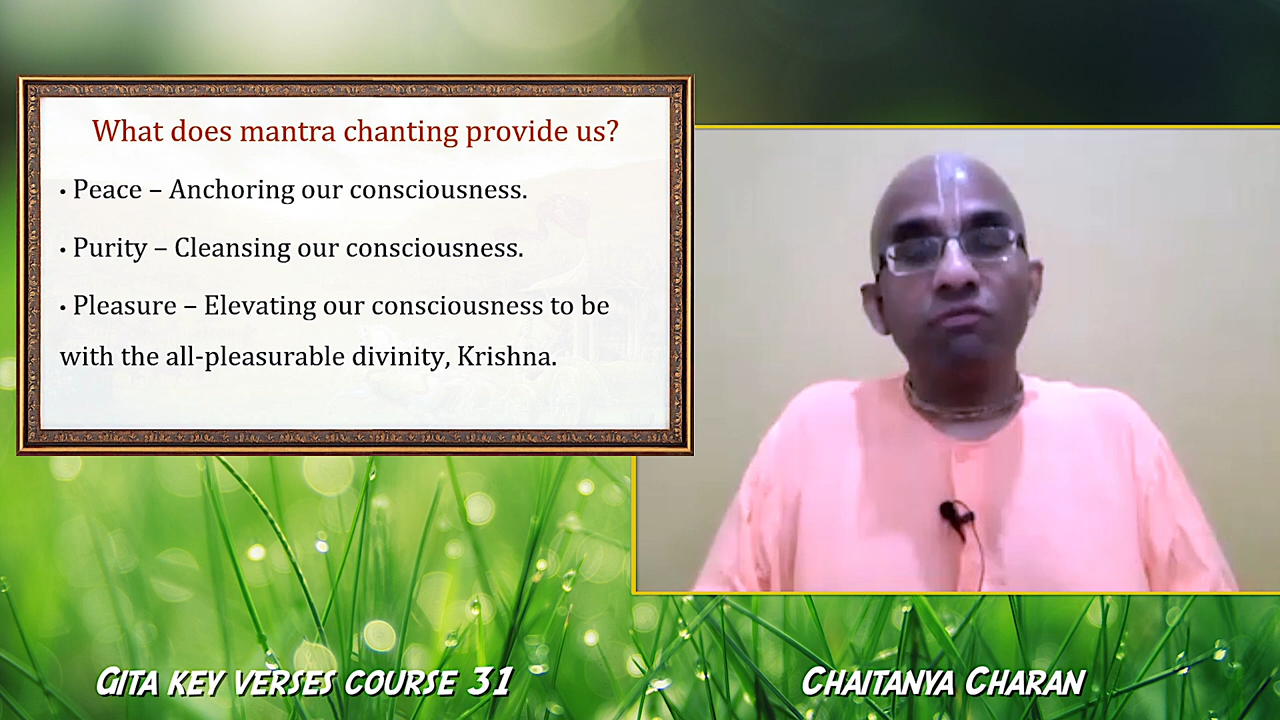 What does mantra chanting provide us?
• Peace – Anchoring our consciousness.
• Purity – Cleansing our consciousness.
• Pleasure – Elevating our consciousness to be
with the all-pleasurable divinity, Krishna.
GITA KEY VERSES COURSE 31
CHAITANYA CHARAN